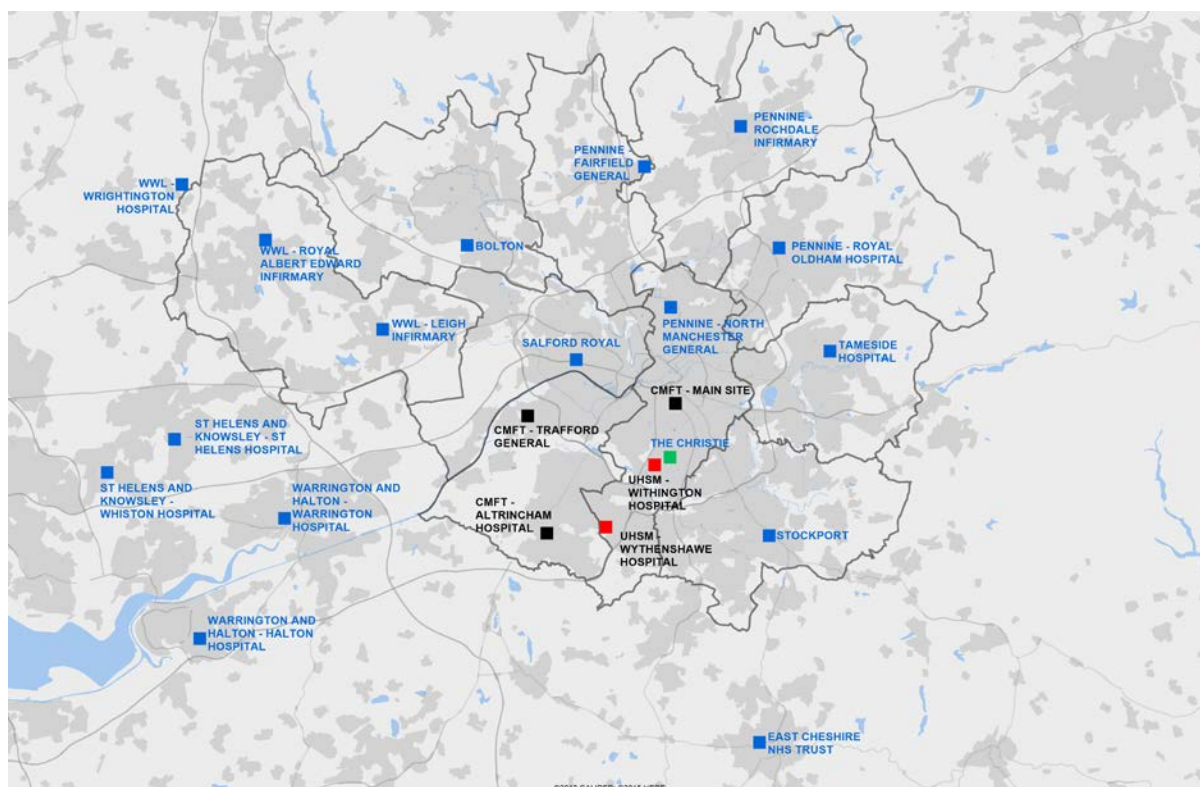 PENNINE -
ROCHDALE
INFIRMARY
PENNINE
FAIRFIELD
GENERAL
WWL -
WRIGHTINGTON
HOSPITAL
WWL - ROYAL
ALBERT EDWARD
INFIRMARY
BOLTON
PENNINE - ROYAL
OLDHAM HOSPITAL
WWL - LEIGH
INFIRMARY
SALFORD ROYAL
PENNINE - NORTH
MANCHESTER
GENERAL
TAMESIDE
HOSPITAL
CMFT - MAIN SITE
CMFT - TRAFFORD
GENERAL
ST HELENS AND
KNOWSLEY - ST
HELENS HOSPITAL
THE CHRISTIE
ST HELENS AND
KNOWSLEY -
WHISTON HOSPITAL
WARRINGTON AND
HALTON -
WARRINGTON
HOSPITAL
CMFT -
ALTRINCHAM
HOSPITAL
UHSM -
WITHINGTON
HOSPITAL
UHSM -
WYTHENSHAWE
HOSPITAL
STOCKPORT
WARRINGTON AND
HALTON - HALTON
HOSPITAL
EAST CHESHIRE
NHS TRUST